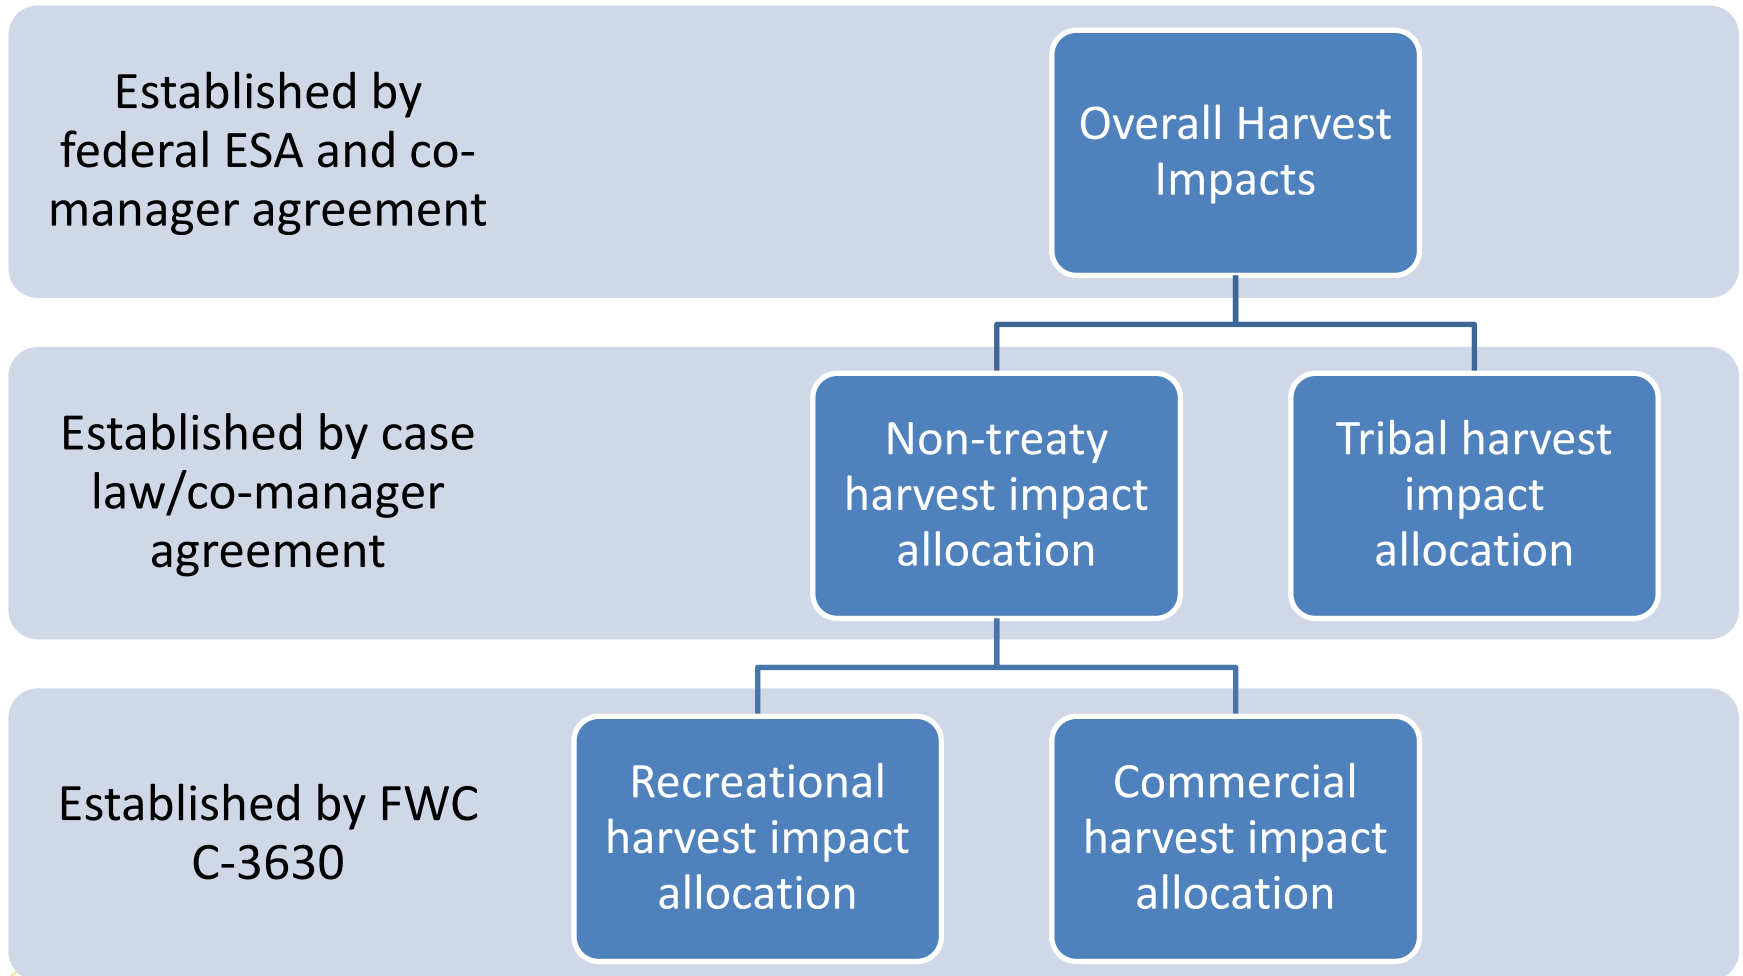 Established by
federal ESA and co-
manager agreement
Overall Harvest
Impacts
Established by case
law/co-manager
agreement
Non-treaty
harvest impact
allocation
Tribal harvest
impact
allocation
Established by FWC
C-3630
Recreational
harvest impact
allocation
Commercial
harvest impact
allocation